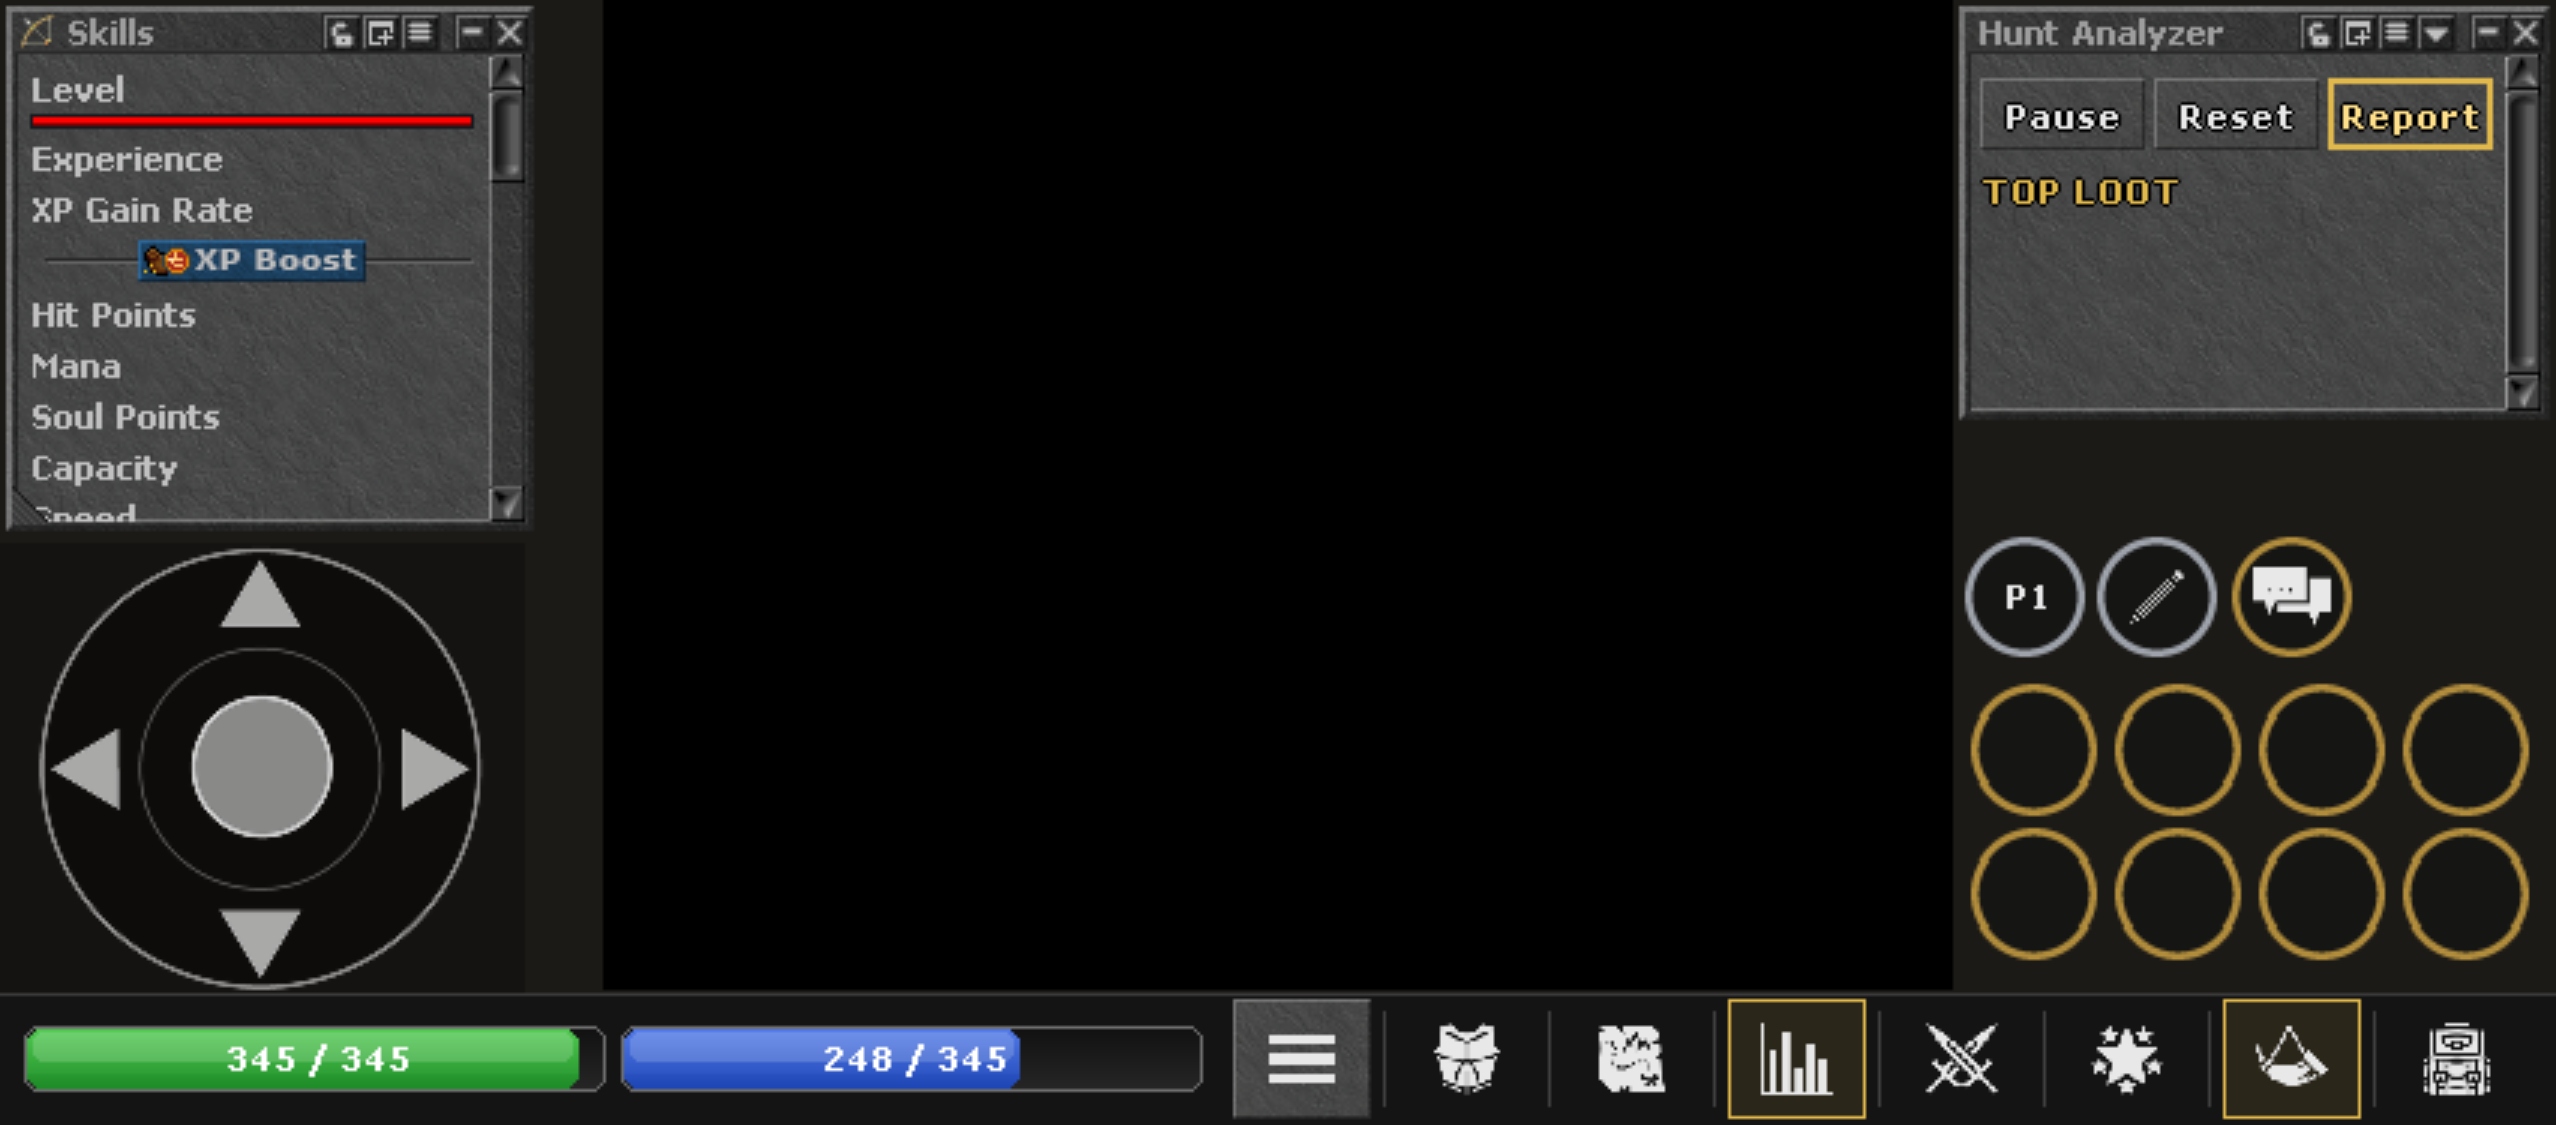 Skills
Level
Experience
XP Gain Rate
XP Boost
Hit Points
Mana
Soul Points
Capacity
Speed
Hunt Analyzer
Pause Reset Report
TOP LOOT
P1
345 / 345
248 / 345